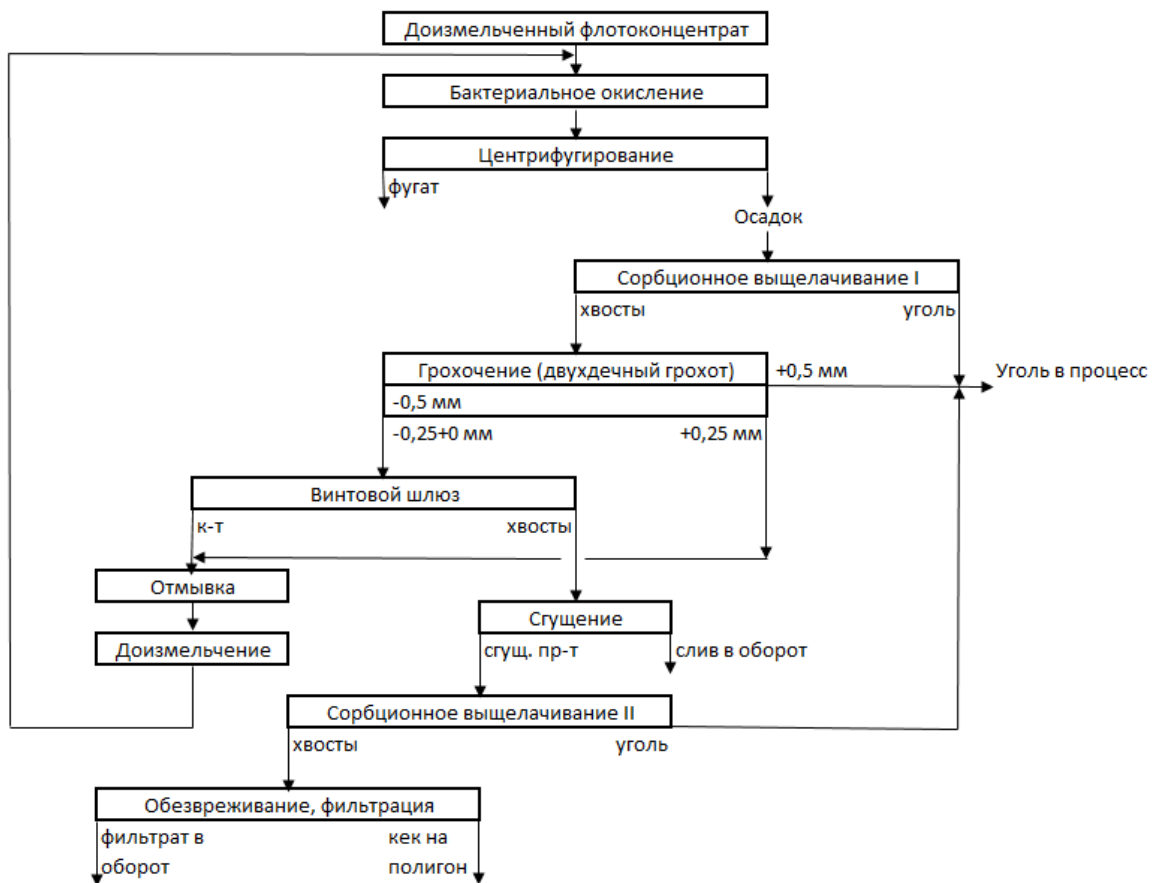 Доизмельченный флотоконцентрат
Бактериальное окисление
Центрифугирование
фугат
Осадок
Сорбционное выщелачивание I
хвосты
уголь
Грохочение (двухдечный грохот)
+0,5 мм
Уголь в процесс
-0,5 мм
-0,25+0 мм
+0,25 мм
Винтовой шлюз
к-т
хвосты
Отмывка
Сгущение
Доизмельчение
сгущ. пр-т
слив в оборот
Сорбционное выщелачивание II
хвосты
уголь
Обезвреживание, фильтрация
фильтрат в
оборот
кек на
полигон